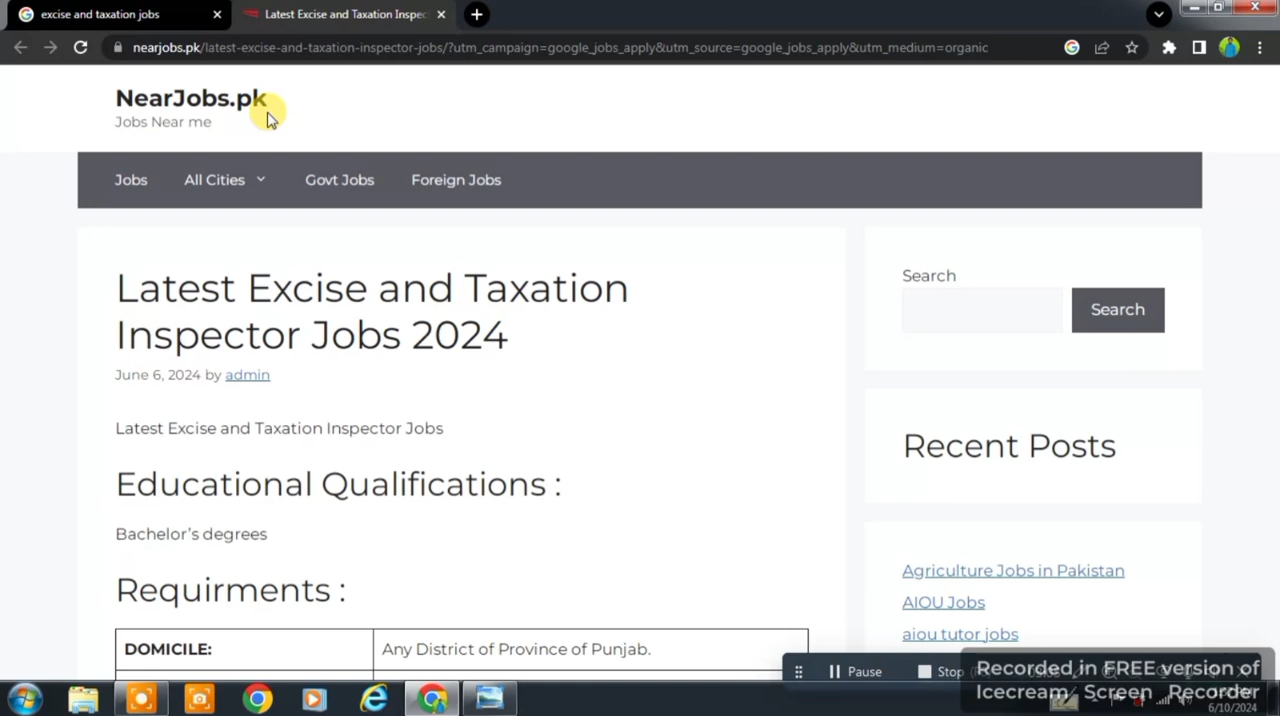 excise and taxation jobs
Latest Excise and Taxation Inspec
nearjobs.pk/latest-excise-and-taxation-inspector-jobs/?utm_campaign=google_jobs_apply&utm_source=google_jobs_apply&utm_medium=organic
NearJobs.pk
Jobs Near me
Jobs All Cities Govt Jobs Foreign Jobs
Latest Excise and Taxation
Inspector Jobs 2024
June 6, 2024 by admin
Latest Excise and Taxation Inspector Jobs
Educational Qualifications :
Bachelor's degrees
Requirments :
DOMICILE: Any District of Province of Punjab.
Search
Search
Recent Posts
Agriculture Jobs in Pakistan
AIOU Jobs
aiou tutor jobs
Pause Stop
Recorded in FREE version of
Icecream Screen Recorder
6/10/2024